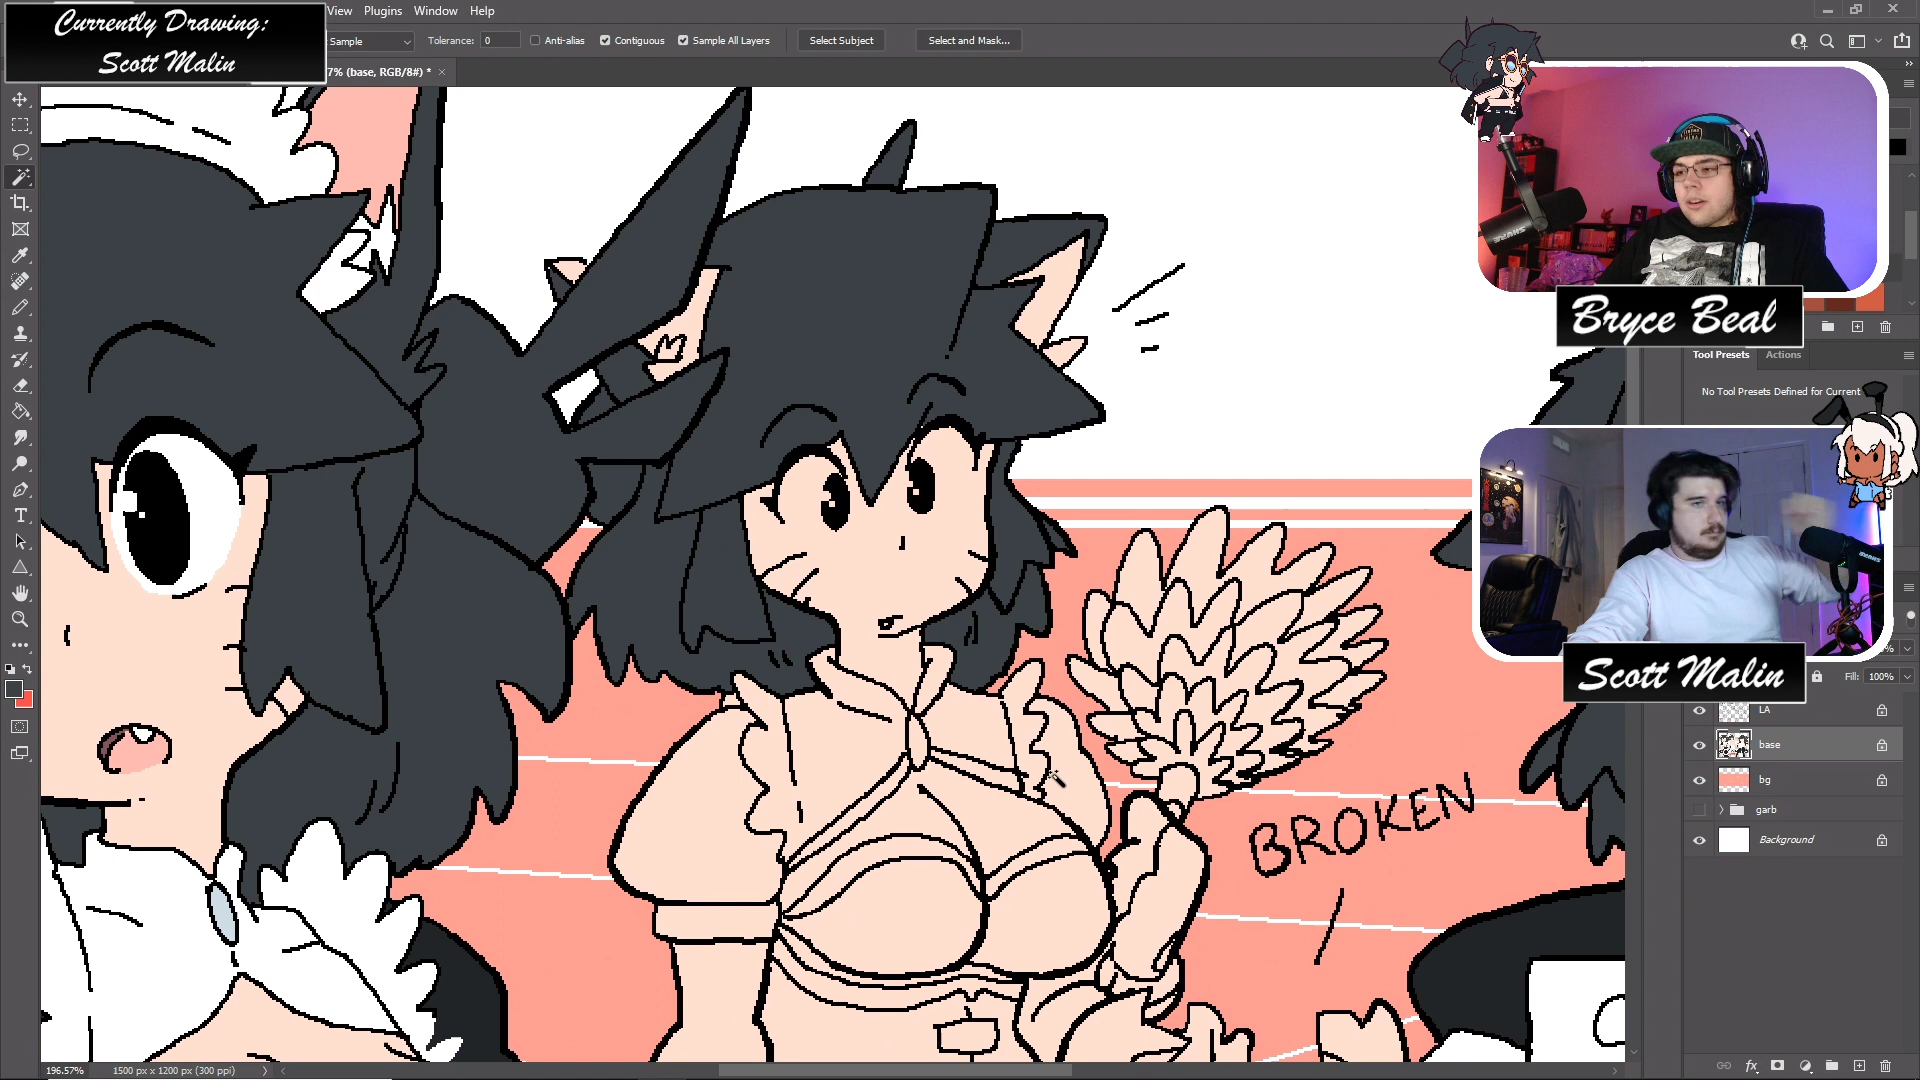 Currently Drawing:
Scott Malin
View Plugins Window Help
Sample Tolerance: 0 Anti-alias Contiguous Sample All Layers Select Subject Select and Mask...
7% (base, RGB/8#) * ×
SHURE
Bryce Beal
Tool Presets Actions
No Tool Presets Defined for Current
Scott Malin
Fill: 100%
LA
base
bg
garb
Background
BROKEN
196.57% 1500 px x 1200 px (300 ppi)